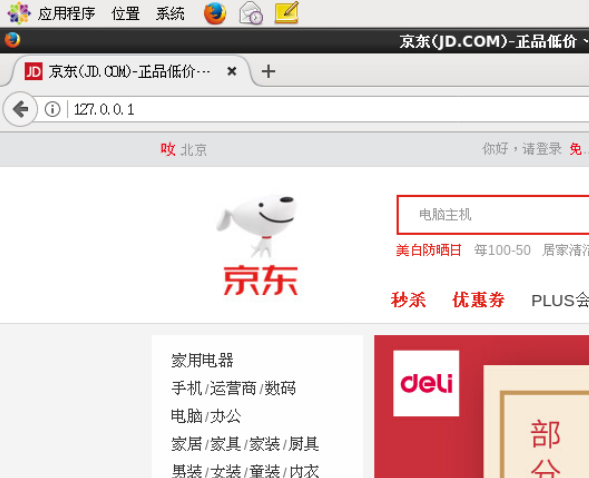 应用程序 位置 系统
京东(JD.COM)-正品低价、
JD 京东(JD.COM)-正品低价…
127.0.0.1
北京 你好，请登录 免
京东
电脑主机
美白防晒日 每100-50 居家清洁
秒杀 优惠券 PLUS会
家用电器
手机/运营商/数码
电脑/办公
家居/家具/家装/厨具
男装/女装/童装/内衣
deli
部
分